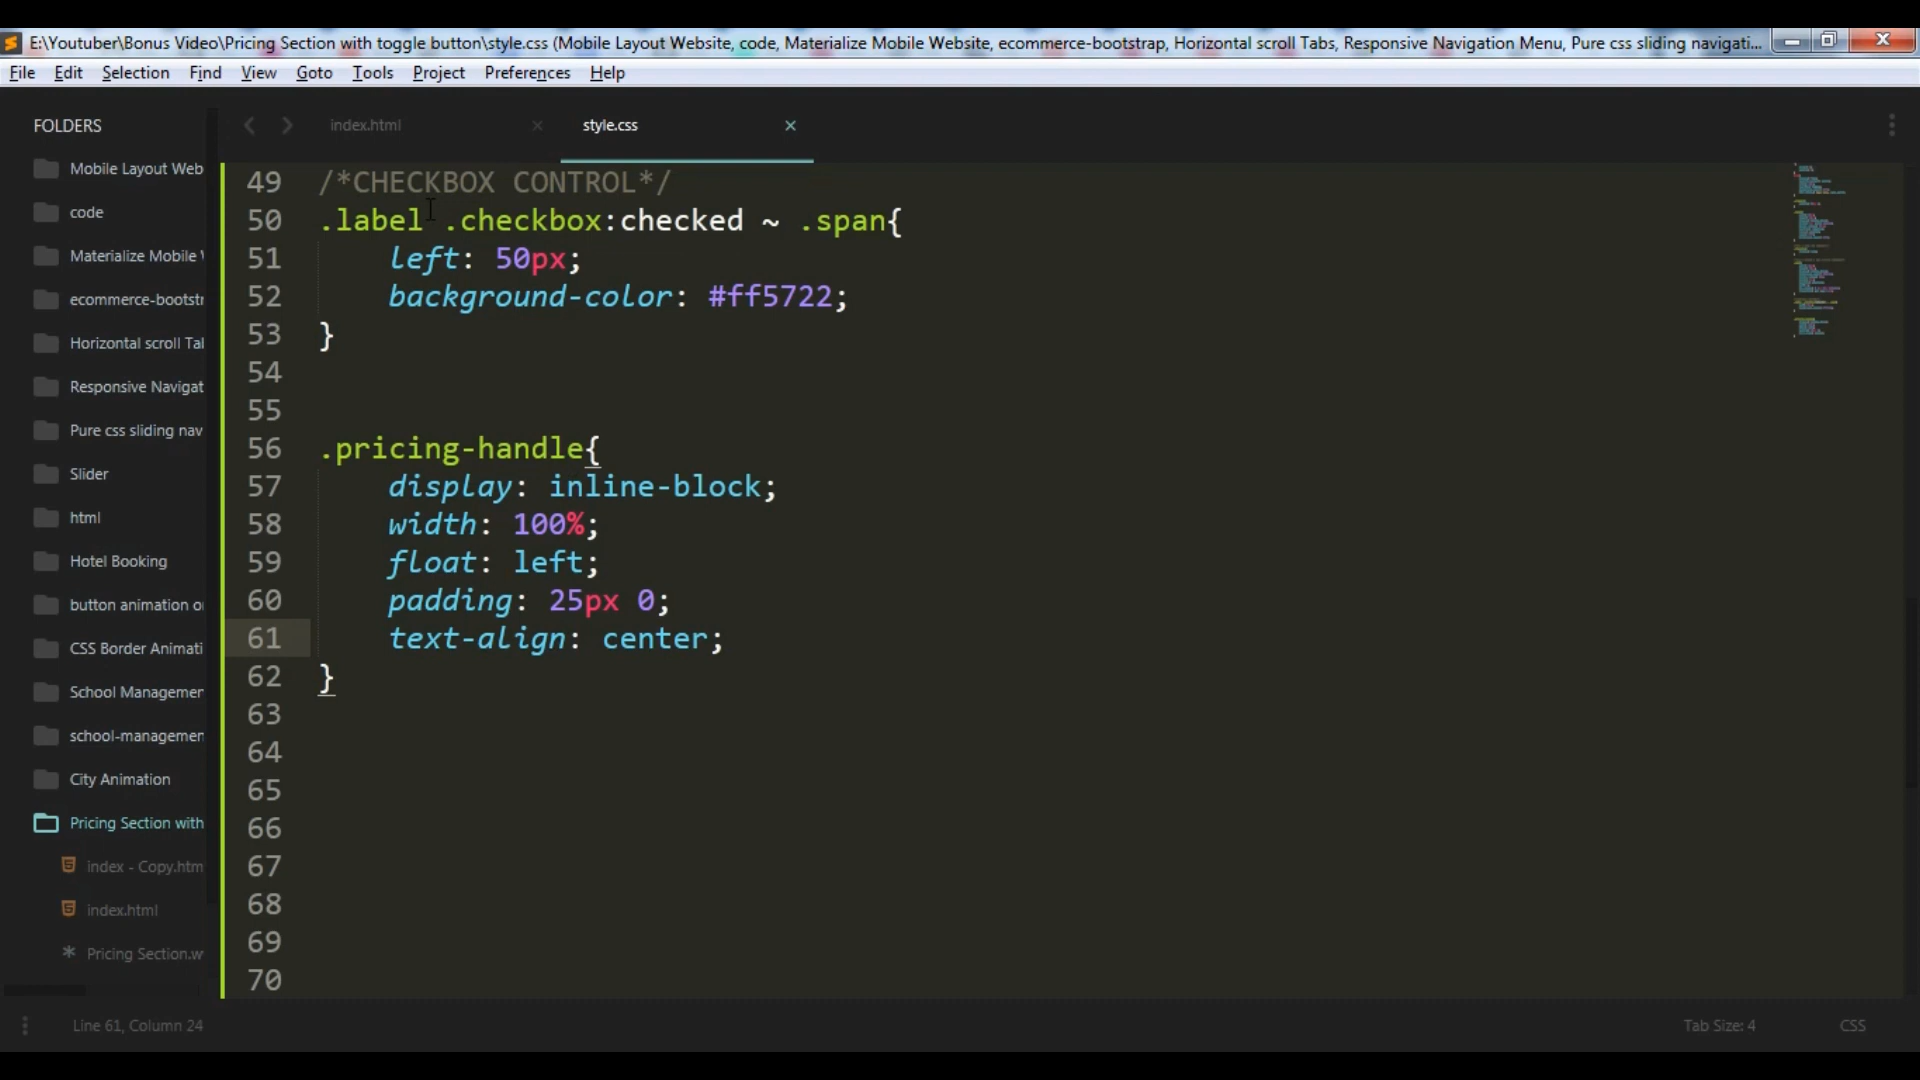 E:\Youtuber\Bonus Video\Pricing Section with toggle button\style.css (Mobile Layout Website, code, Materialize Mobile Website, ecommerce-bootstrap, Horizontal scroll Tabs, Responsive Navigation Menu, Pure css sliding navigati...
File Edit Selection Find View Goto Tools Project Preferences Help
FOLDERS
Mobile Layout Web
code
Materialize Mobile
ecommerce-bootstr
Horizontal scroll Ta
Responsive Navigat
Pure css sliding nav
Slider
html
Hotel Booking
button animation o
CSS Border Animati
School Managemen
school-managemen
City Animation
Pricing Section with
index - Copy.htm
index.html
Pricing Section.w
index.html
style.css
49 /*CHECKBOX CONTROL*/
50 .label .checkbox:checked ~ .span{
51 left: 50px;
52 background-color: #ff5722;
53 }
54
55
56 .pricing-handle{
57 display: inline-block;
58 width: 100%;
59 float: left;
60 padding: 25px 0;
61 text-align: center;
62 }
63
64
65
66
67
68
69
70
Line 61, Column 24
Tab Size: 4
CSS